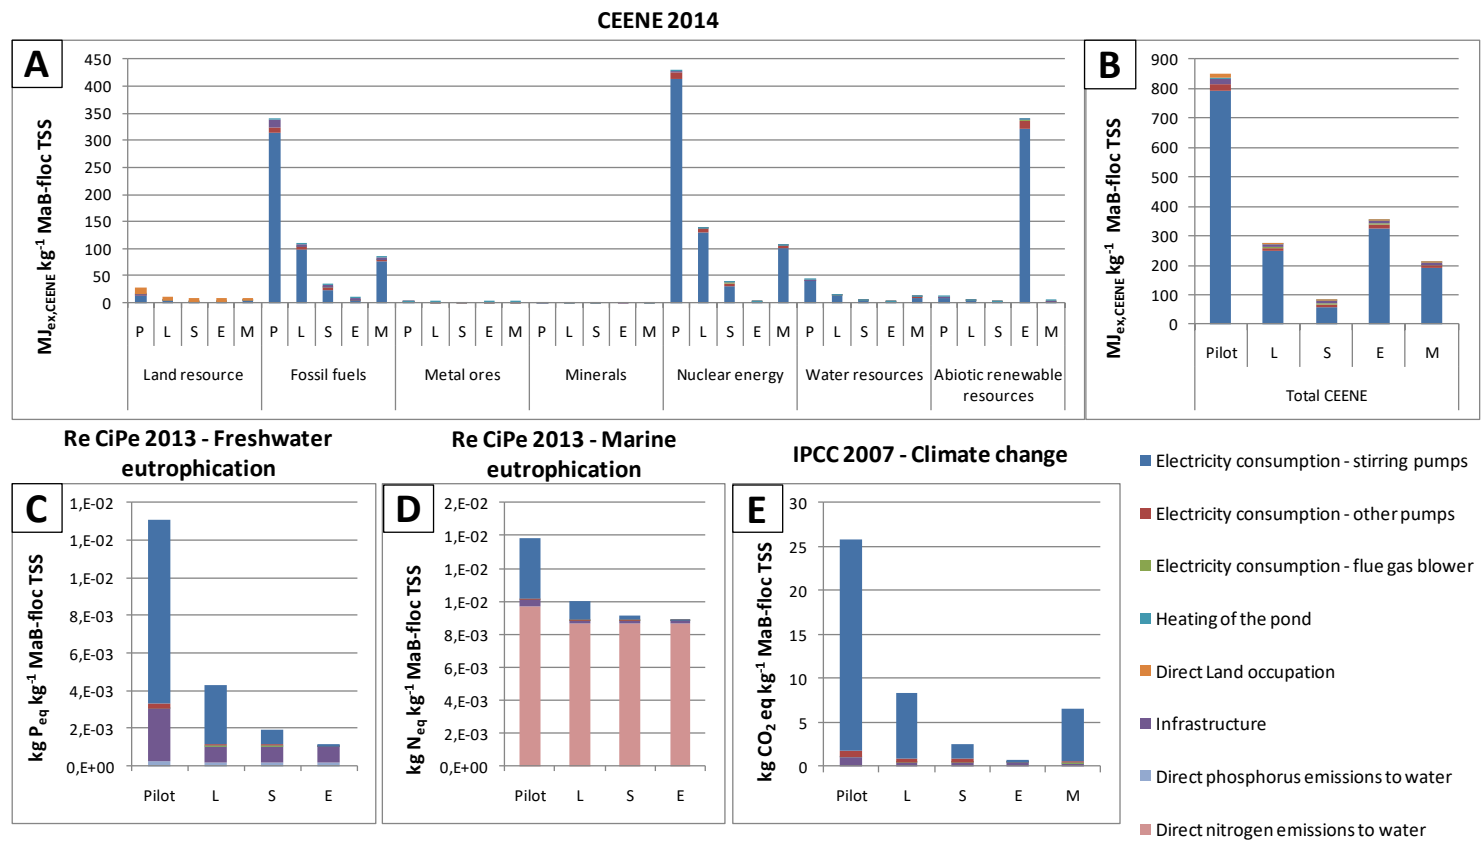 CEENE 2014
A
MJex,CEENE kg-1 MaB-floc TSS
450
400
350
300
250
200
150
100
50
0
P L S E M P L S E M P L S E M P L S E M P L S E M P L S E M P L S E M
Land resource Fossil fuels Metal ores Minerals Nuclear energy Water resources Abiotic renewable
resources
B
MJex,CEENE kg-1 MaB-floc TSS
900
800
700
600
500
400
300
200
100
0
Pilot L S E M
Total CEENE
Re CiPe 2013 - Freshwater
eutrophication
C
kg Peq kg-1 MaB-floc TSS
1,E-02
1,E-02
1,E-02
8,E-03
6,E-03
4,E-03
2,E-03
0,E+00
Pilot L S E
Re CiPe 2013 - Marine
eutrophication
D
kg Neq kg-1 MaB-floc TSS
2,E-02
1,E-02
1,E-02
1,E-02
8,E-03
6,E-03
4,E-03
2,E-03
0,E+00
Pilot L S E
IPCC 2007 - Climate change
E
kg CO2 eq kg-1 MaB-floc TSS
30
25
20
15
10
5
0
Pilot L S E M
Electricity consumption - stirring pumps
Electricity consumption - other pumps
Electricity consumption - flue gas blower
Heating of the pond
Direct Land occupation
Infrastructure
Direct phosphorus emissions to water
Direct nitrogen emissions to water